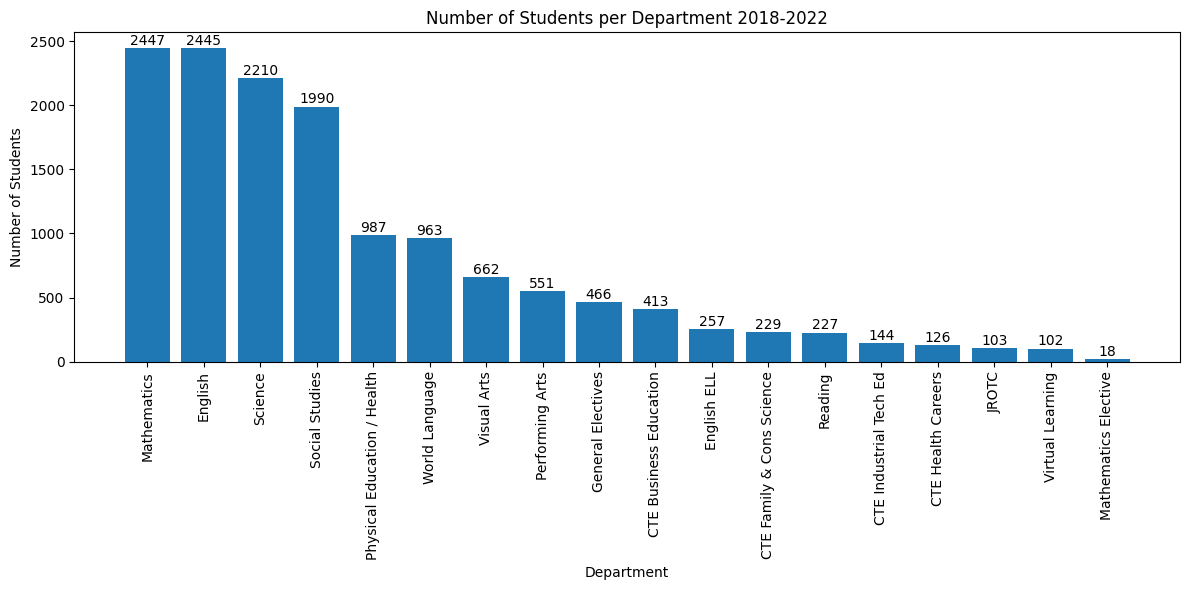 Number of Students per Department 2018-2022
Number of Students
2500
2000
1500
1000
500
0
2447
2445
2210
1990
987
963
662
551
466
413
257
229
227
144
126
103
102
18
Mathematics
English
Science
Social Studies
Physical Education / Health
World Language
Visual Arts
Performing Arts
General Electives
CTE Business Education
English ELL
CTE Family & Cons Science
Reading
CTE Industrial Tech Ed
CTE Health Careers
JROTC
Virtual Learning
Mathematics Elective
Department